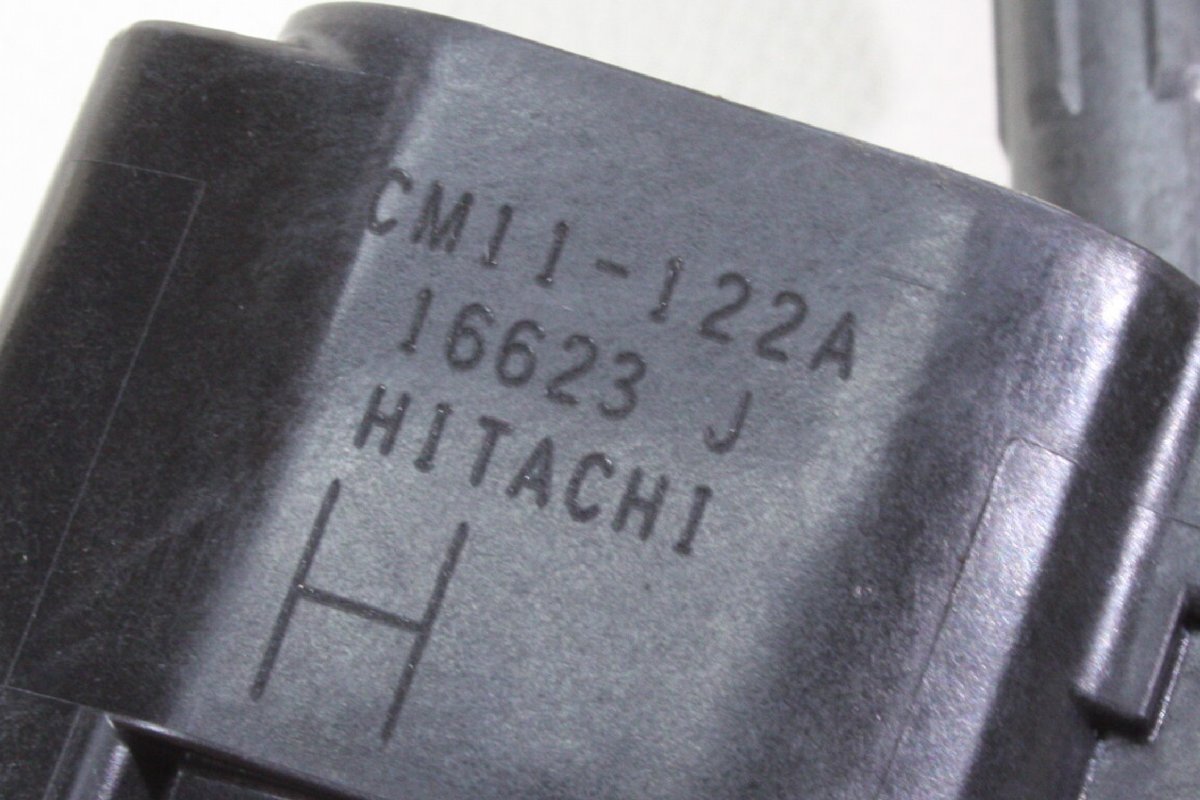 CM11-122A
16623 J
HITACHI
H